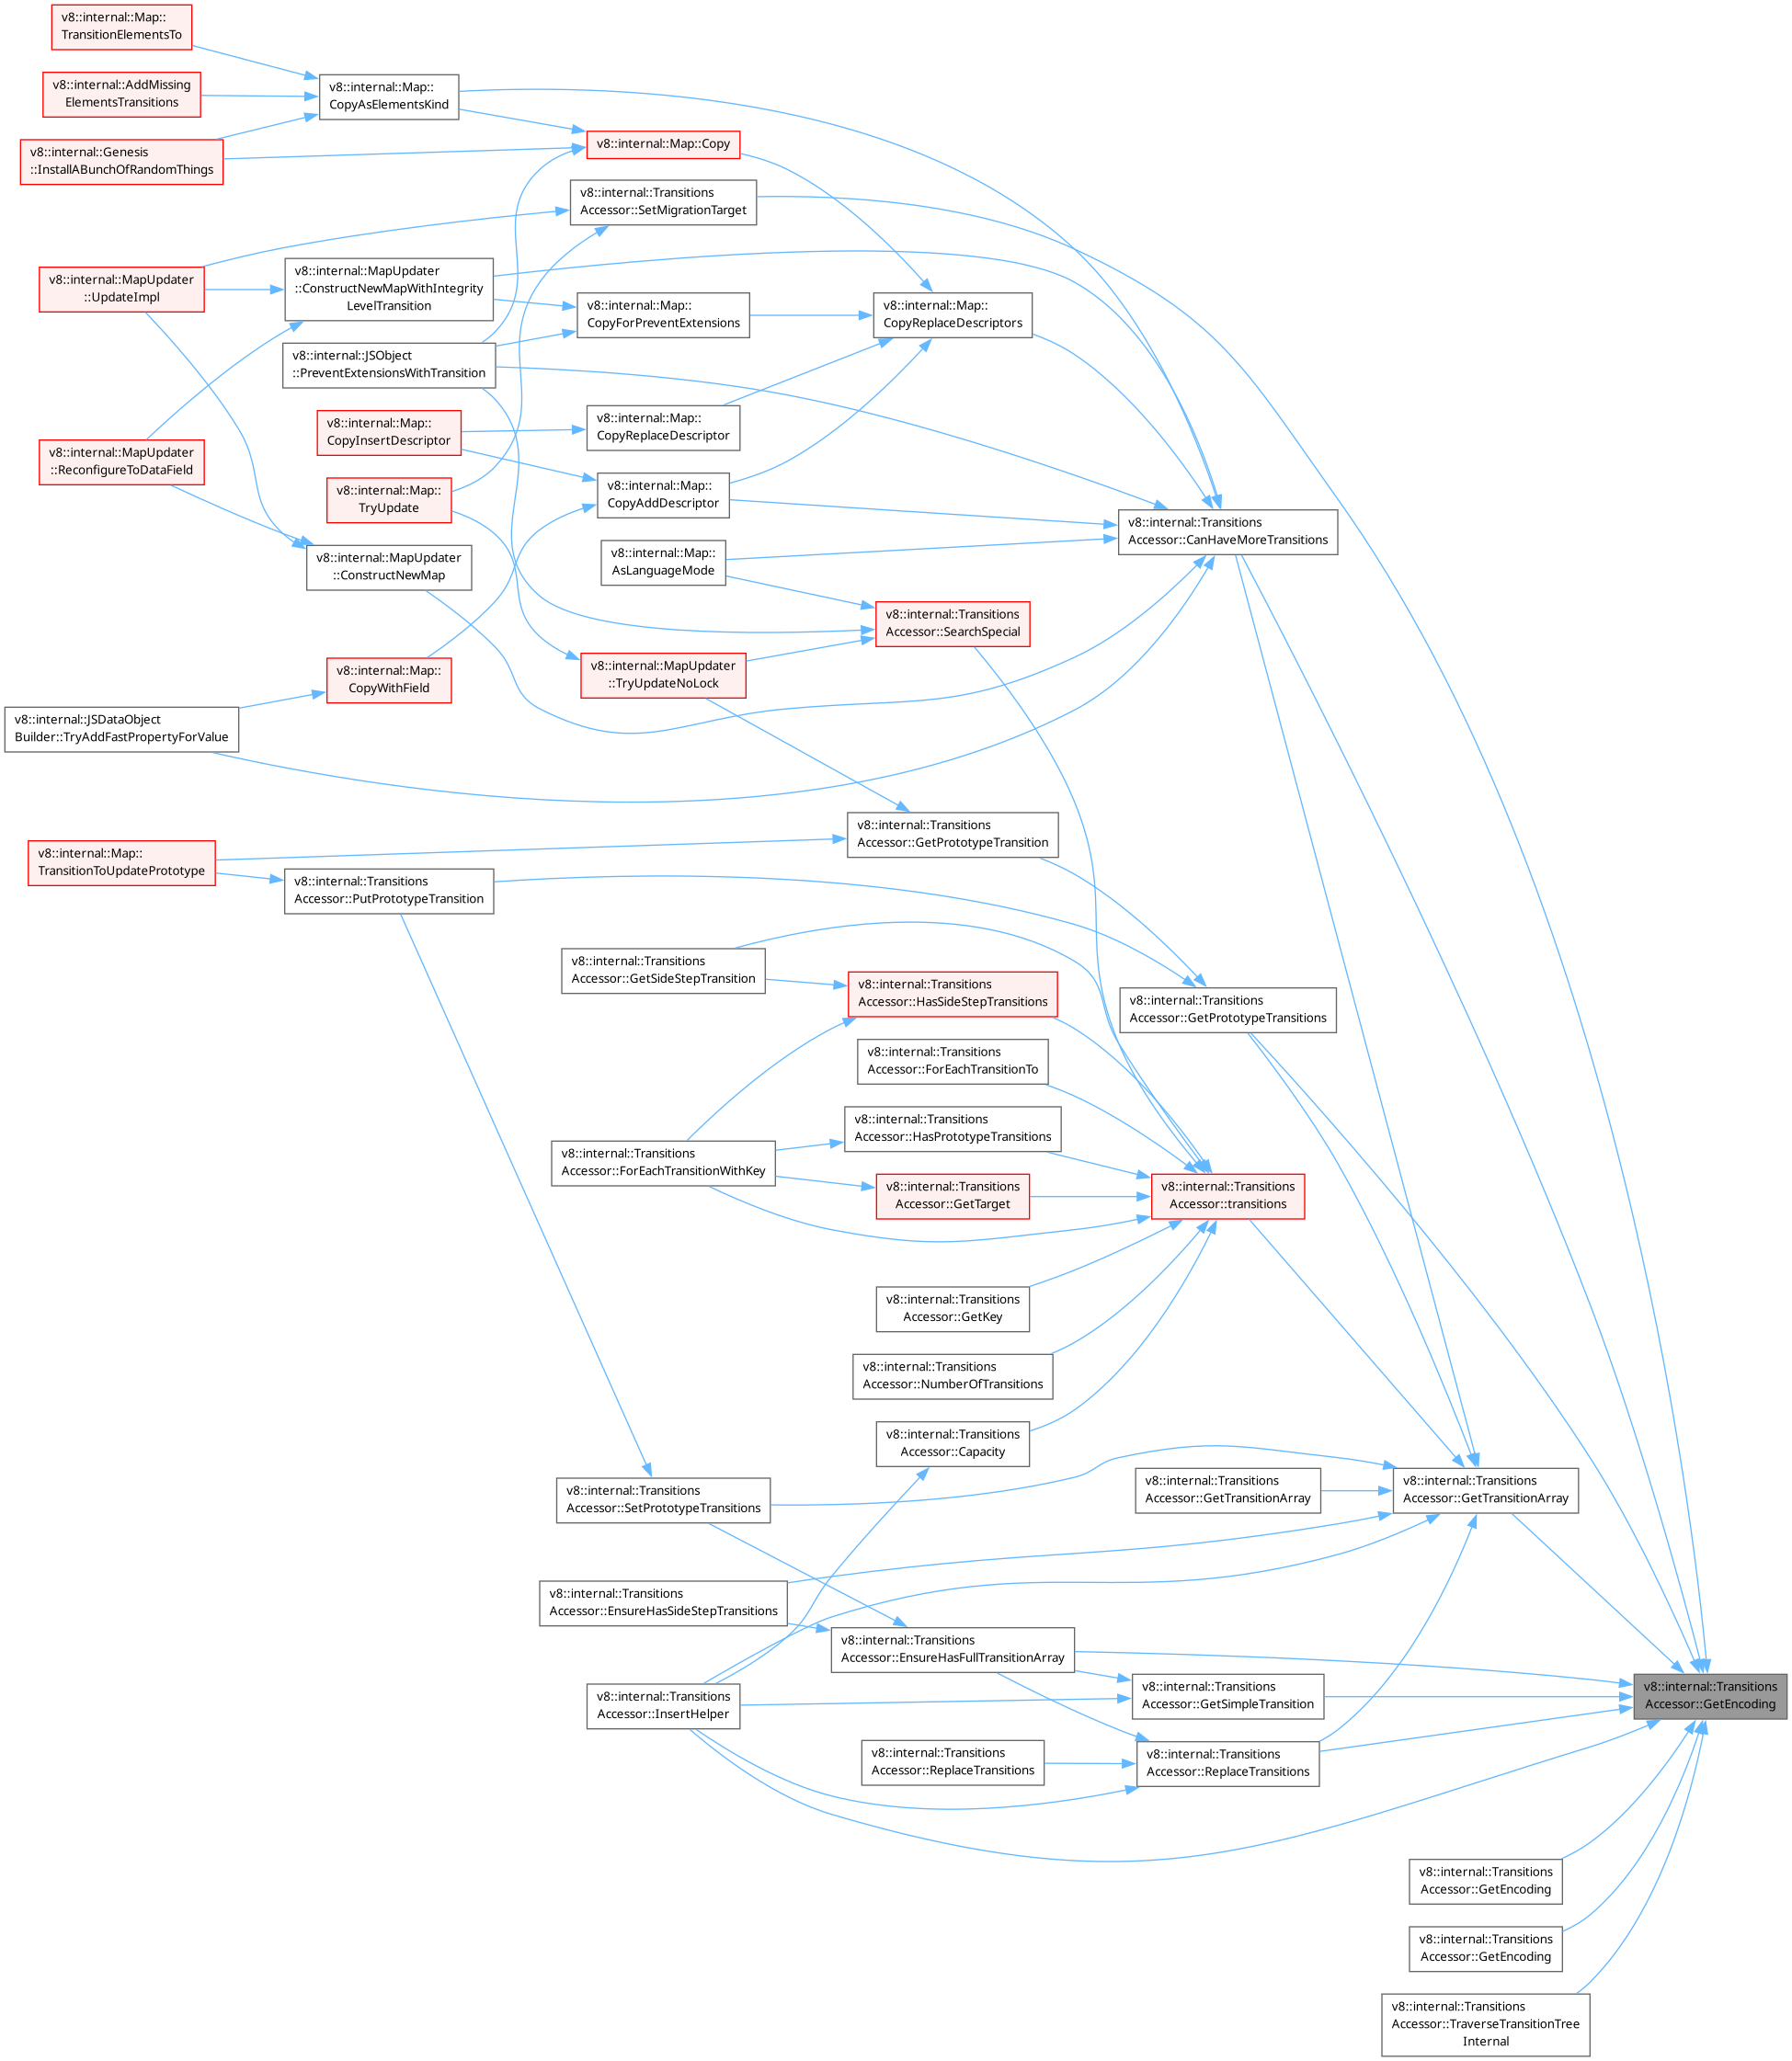 v8::internal::Map::
TransitionElementsTo
v8::internal::AddMissing
ElementsTransitions
v8::internal::Map::
CopyAsElementsKind
v8::internal::Genesis
::InstallABunchOfRandomThings
v8::internal::Map::Copy
v8::internal::Transitions
Accessor::SetMigrationTarget
v8::internal::MapUpdater
::UpdateImpl
v8::internal::MapUpdater
::ConstructNewMapWithIntegrity
LevelTransition
v8::internal::Map::
CopyForPreventExtensions
v8::internal::Map::
CopyReplaceDescriptors
v8::internal::JSObject
::PreventExtensionsWithTransition
v8::internal::Map::
CopyInsertDescriptor
v8::internal::Map::
CopyReplaceDescriptor
v8::internal::MapUpdater
::ReconfigureToDataField
v8::internal::Map::
TryUpdate
v8::internal::Map::
CopyAddDescriptor
v8::internal::Transitions
Accessor::CanHaveMoreTransitions
v8::internal::MapUpdater
::ConstructNewMap
v8::internal::Map::
AsLanguageMode
v8::internal::Transitions
Accessor::SearchSpecial
v8::internal::Map::
CopyWithField
v8::internal::MapUpdater
::TryUpdateNoLock
v8::internal::JSDataObject
Builder::TryAddFastPropertyForValue
v8::internal::Transitions
Accessor::GetPrototypeTransition
v8::internal::Map::
TransitionToUpdatePrototype
v8::internal::Transitions
Accessor::PutPrototypeTransition
v8::internal::Transitions
Accessor::GetSideStepTransition
v8::internal::Transitions
Accessor::HasSideStepTransitions
v8::internal::Transitions
Accessor::GetPrototypeTransitions
v8::internal::Transitions
Accessor::ForEachTransitionTo
v8::internal::Transitions
Accessor::HasPrototypeTransitions
v8::internal::Transitions
Accessor::ForEachTransitionWithKey
v8::internal::Transitions
Accessor::GetTarget
v8::internal::Transitions
Accessor::transitions
v8::internal::Transitions
Accessor::GetKey
v8::internal::Transitions
Accessor::NumberOfTransitions
v8::internal::Transitions
Accessor::Capacity
v8::internal::Transitions
Accessor::SetPrototypeTransitions
v8::internal::Transitions
Accessor::GetTransitionArray
v8::internal::Transitions
Accessor::GetTransitionArray
v8::internal::Transitions
Accessor::EnsureHasSideStepTransitions
v8::internal::Transitions
Accessor::EnsureHasFullTransitionArray
v8::internal::Transitions
Accessor::InsertHelper
v8::internal::Transitions
Accessor::GetSimpleTransition
v8::internal::Transitions
Accessor::GetEncoding
v8::internal::Transitions
Accessor::ReplaceTransitions
v8::internal::Transitions
Accessor::ReplaceTransitions
v8::internal::Transitions
Accessor::GetEncoding
v8::internal::Transitions
Accessor::GetEncoding
v8::internal::Transitions
Accessor::TraverseTransitionTree
Internal